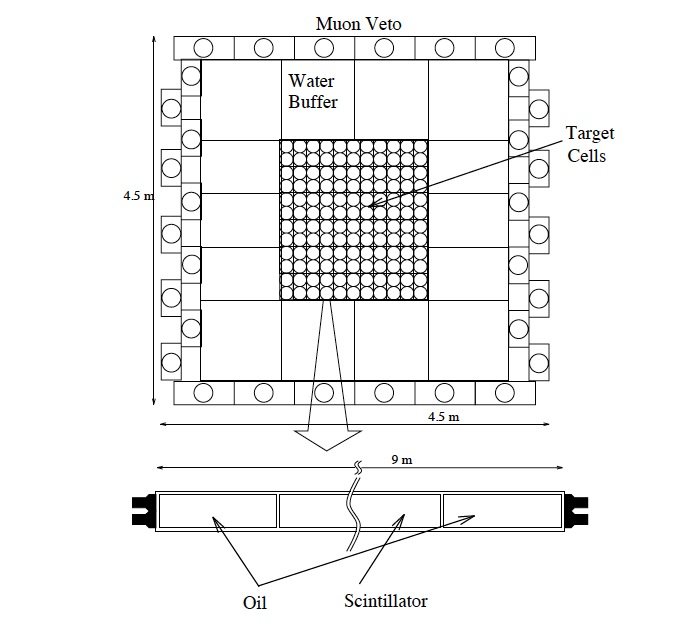 Muon Veto
Water
Buffer
Target
Cells
4.5 m
4.5 m
9 m
Oil
Scintillator